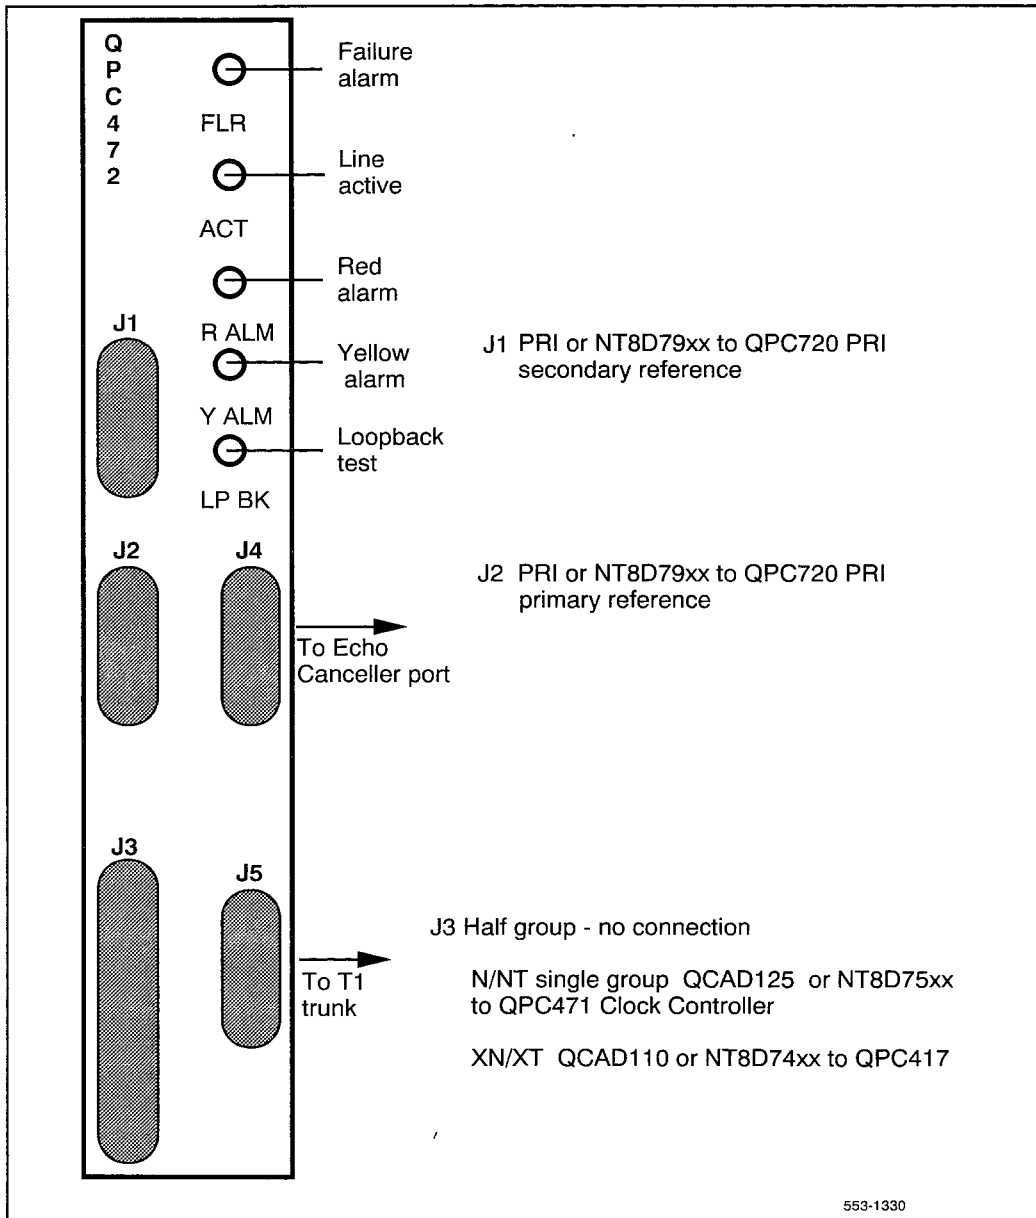 QPC472
Failure
alarm
FLR
Line
active
ACT
Red
alarm
R ALM
Yellow
alarm
Y ALM
Loopback
test
LP BK
J1
J1 PRI or NT8D79xx to QPC720 PRI
secondary reference
J2
J4
J2 PRI or NT8D79xx to QPC720 PRI
primary reference
To Echo
Canceller port
J3
J5
To T1
trunk
J3 Half group - no connection
N/NT single group QCAD125 or NT8D75xx
to QPC471 Clock Controller
XN/XT QCAD110 or NT8D74xx to QPC417
553-1330